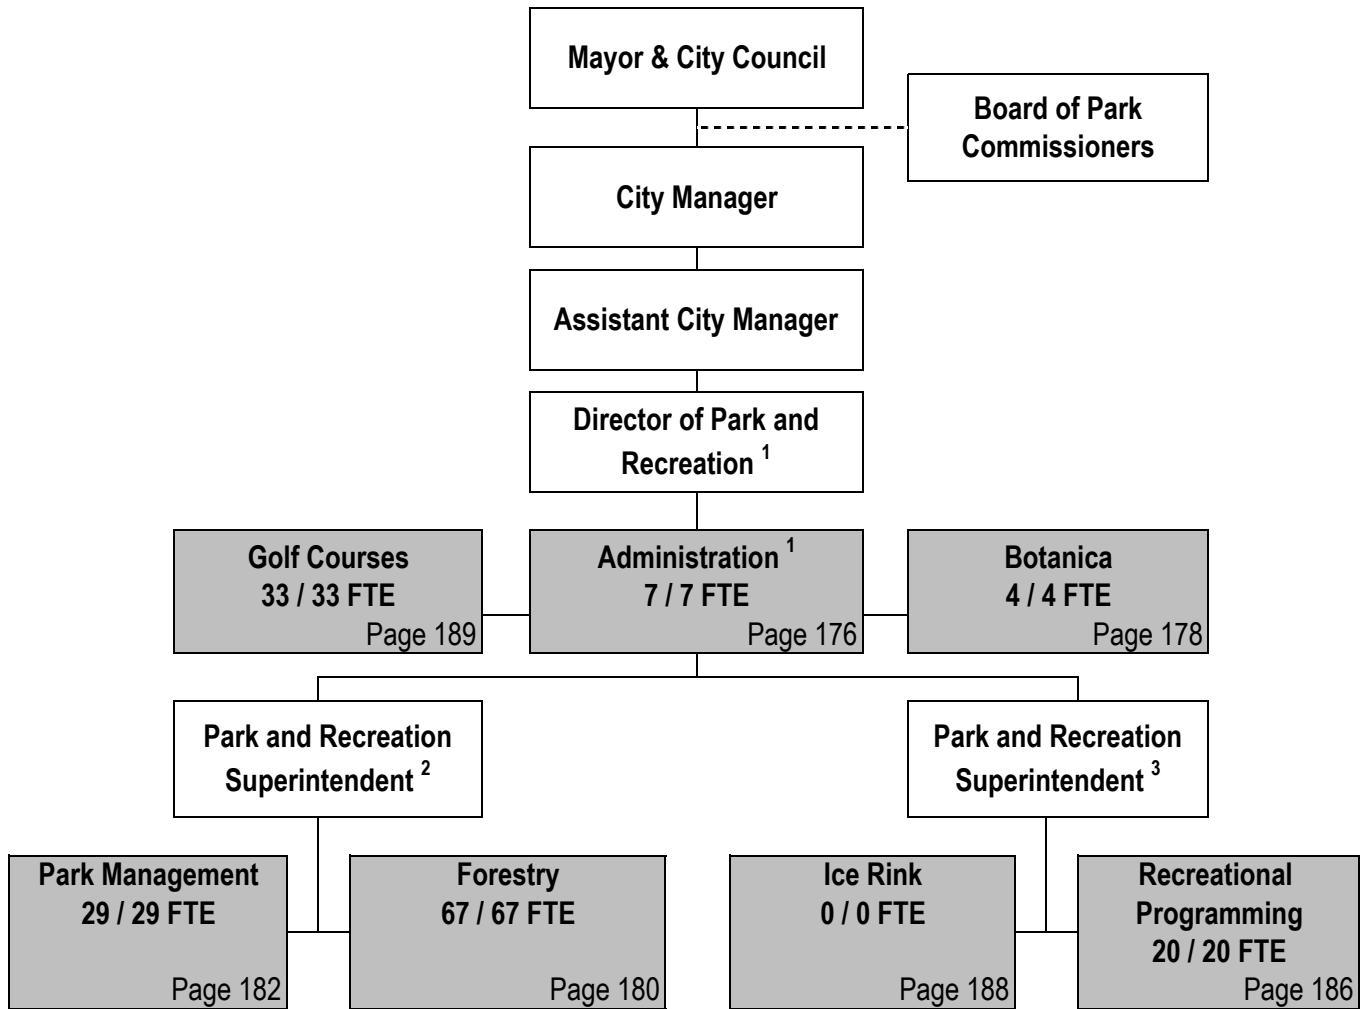 Mayor & City Council
Board of Park
Commissioners
City Manager
Assistant City Manager
Director of Park and
Recreation 1
Golf Courses
33 / 33 FTE
Page 189
Administration 1
7 / 7 FTE
Page 176
Botanica
4 / 4 FTE
Page 178
Park and Recreation
Superintendent 2
Park and Recreation
Superintendent 3
Park Management
29 / 29 FTE
Page 182
Forestry
67 / 67 FTE
Page 180
Ice Rink
0 / 0 FTE
Page 188
Recreational
Programming
20 / 20 FTE
Page 186